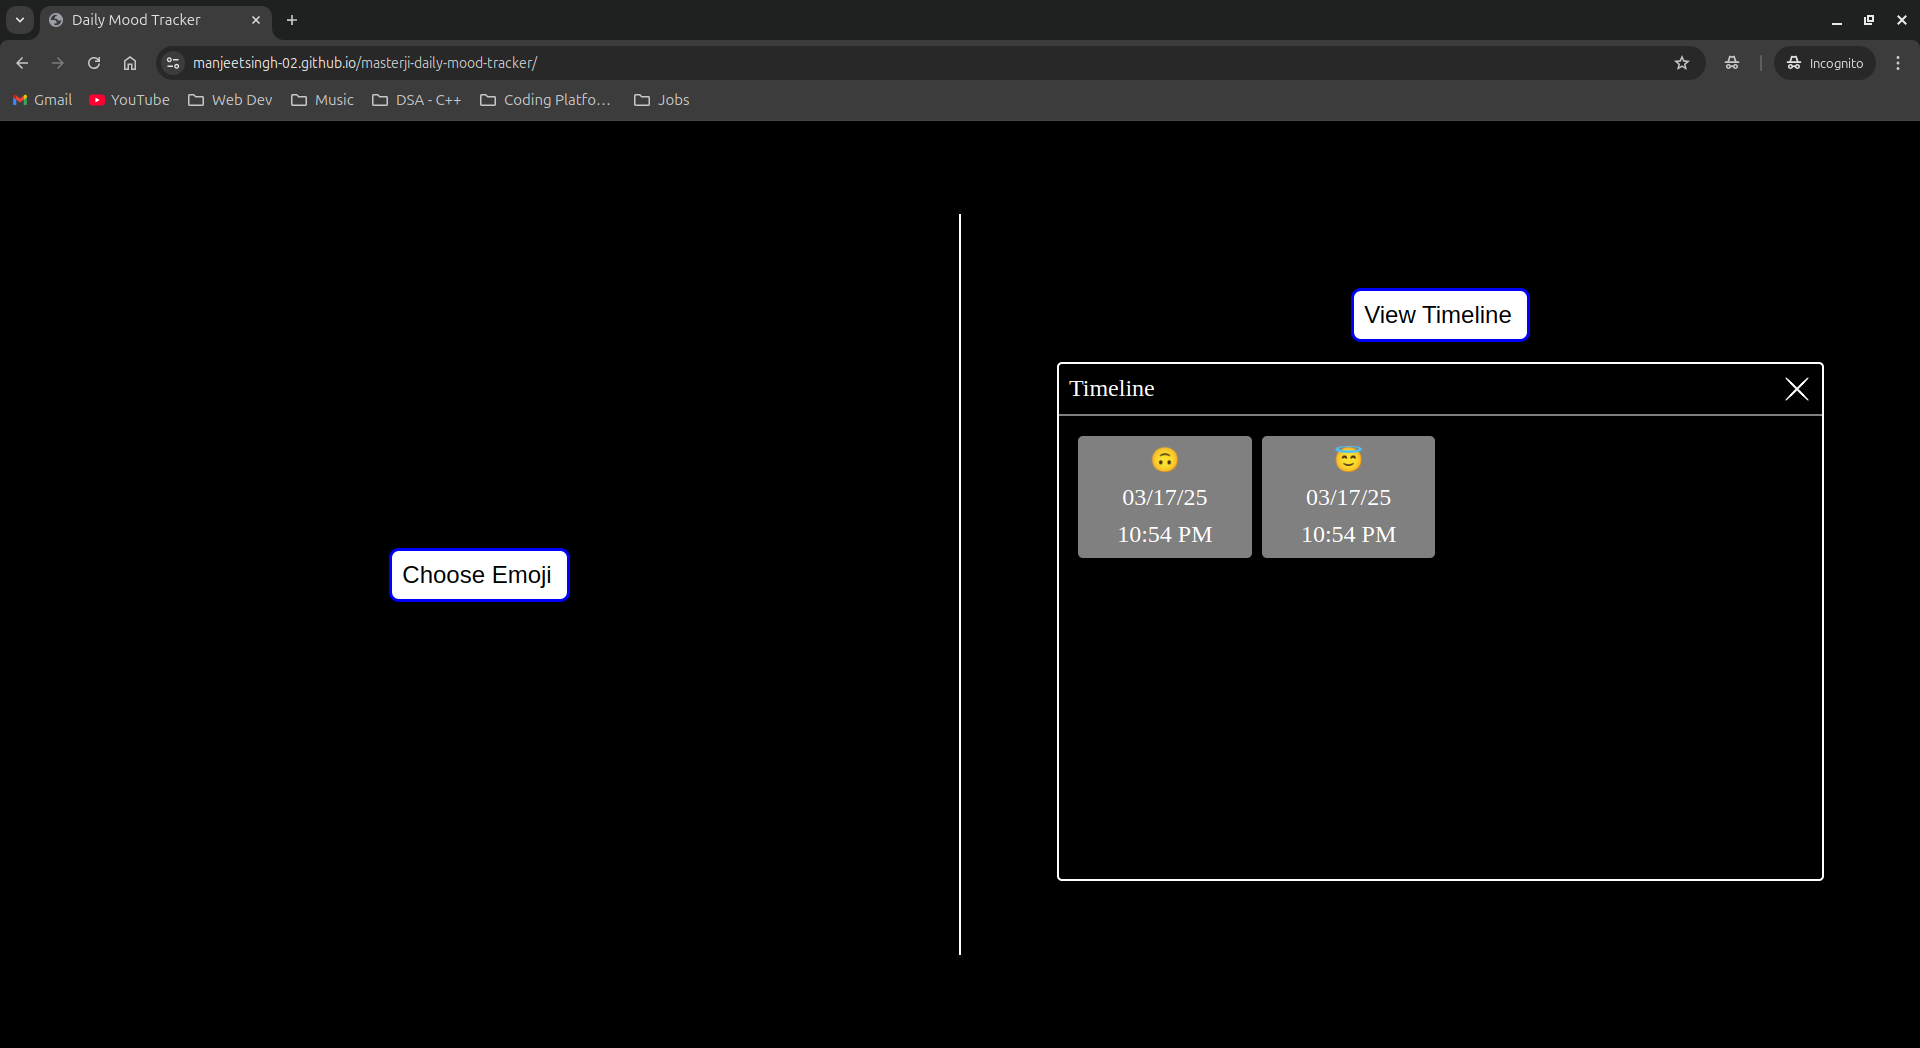 Daily Mood Tracker
manjeetsingh-02.github.io/masterji-daily-mood-tracker/
Incognito
Gmail YouTube Web Dev Music DSA - C++ Coding Platfo... Jobs
View Timeline
Timeline
03/17/25 03/17/25
10:54 PM 10:54 PM
Choose Emoji